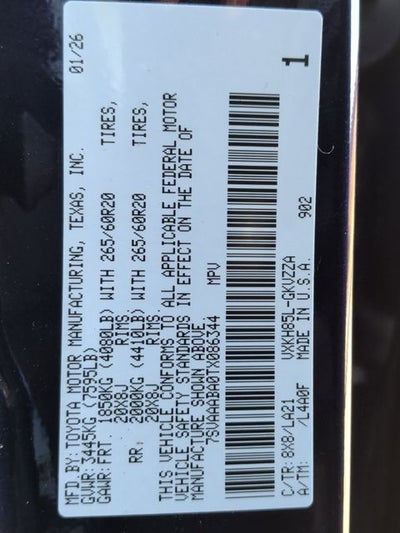 MFD.BY: TOYOTA MOTOR MANUFACTURING, TEXAS, INC. 01/26
GVWR: 3445KG (7595LB)
GAWR: FRT. 1850KG (4080LB) WITH 265/60R20 TIRES,
20X8J RIMS,
RR. 2000KG (4410LB) WITH 265/60R20 TIRES,
20X8J RIMS.
THIS VEHICLE CONFORMS TO ALL APPLICABLE FEDERAL MOTOR
VEHICLE SAFETY STANDARDS IN EFFECT ON THE DATE OF
MANUFACTURE SHOWN ABOVE.
7SVAAABA0TX086344 MPV
C/TR: 8X8/LA21 VXKH85L-GKVZZA
A/TM: /L4A0F MADE IN U.S.A. 902
1